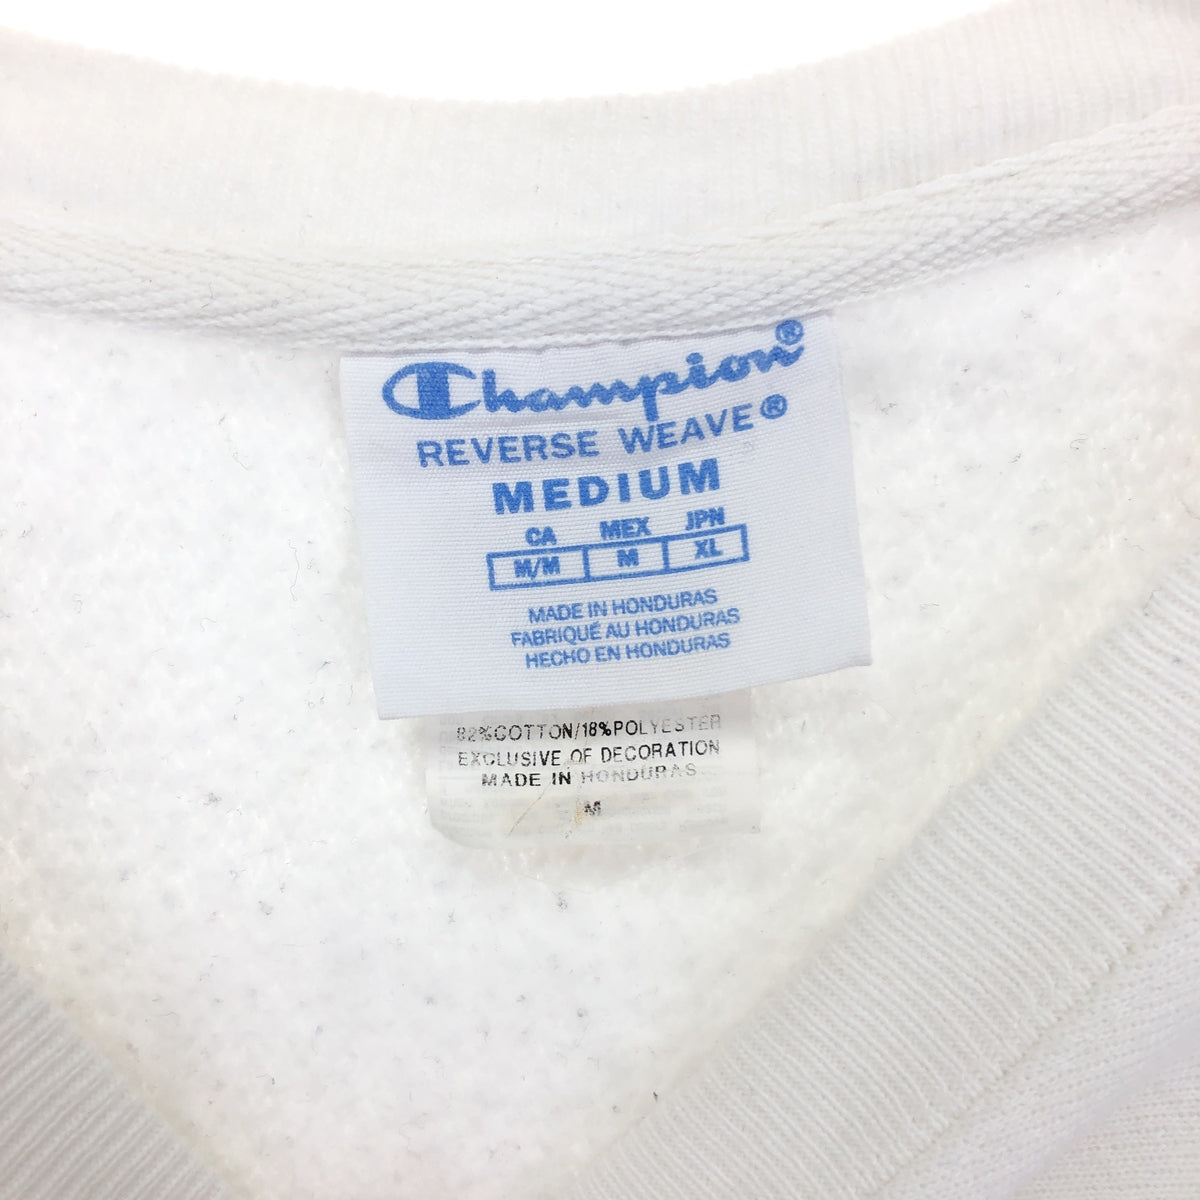 Champion®
REVERSE WEAVE®
MEDIUM
CA MEX JPN
M/M M XL
MADE IN HONDURAS
FABRIQUÉ AU HONDURAS
HECHO EN HONDURAS
82%COTTON/18%POLYESTER
EXCLUSIVE OF DECORATION
MADE IN HONDURAS
M